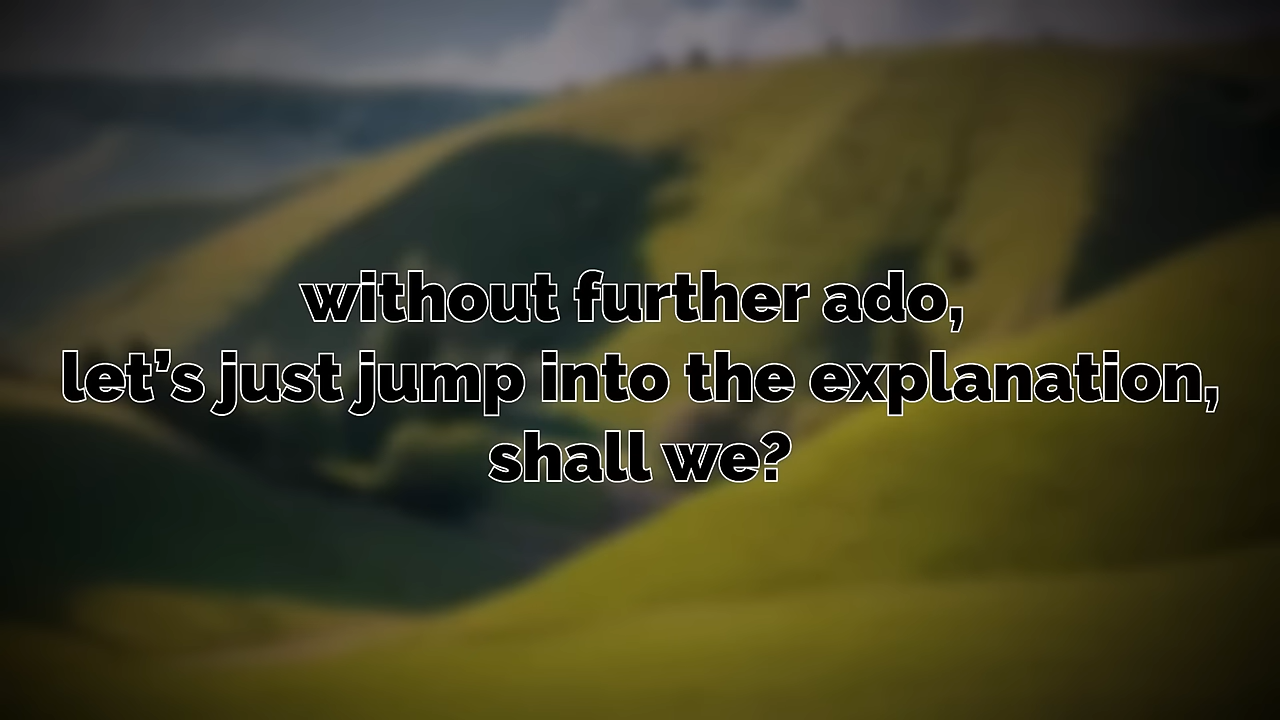 without further ado,
let’s just jump into the explanation,
shall we?